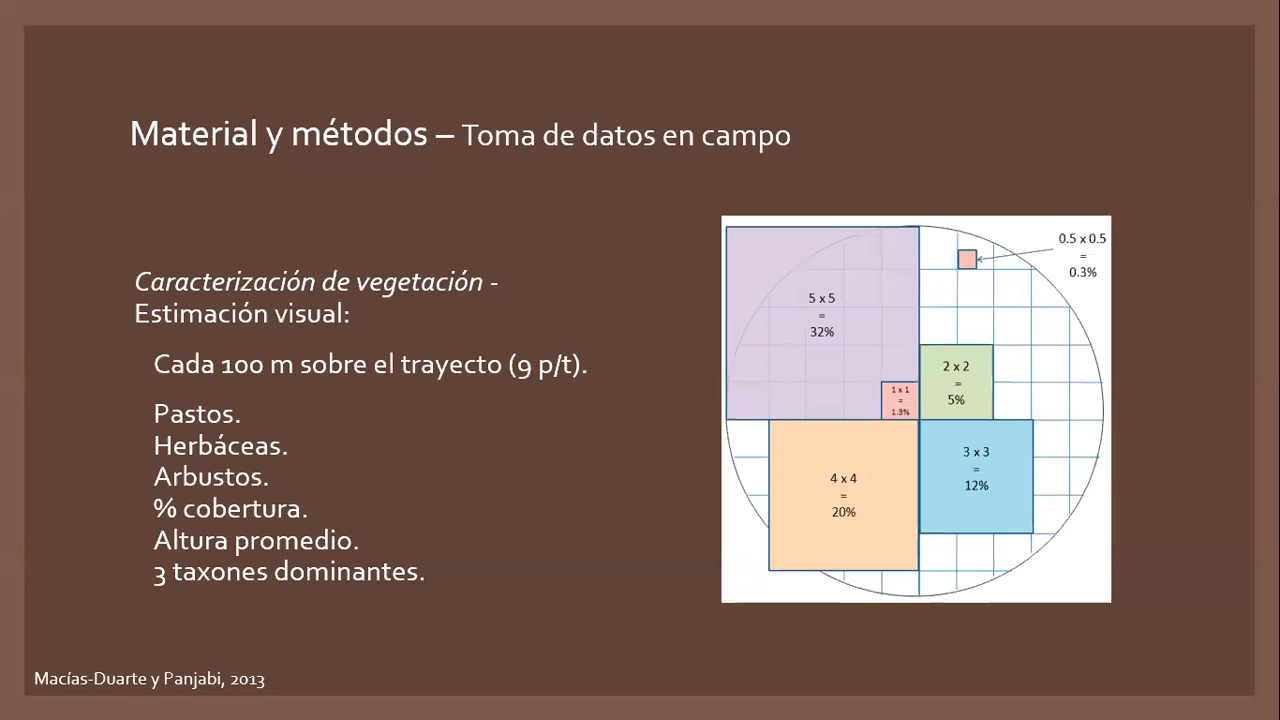 Material y métodos – Toma de datos en campo
Caracterización de vegetación -
Estimación visual:
Cada 100 m sobre el trayecto (9 p/t).
Pastos.
Herbáceas.
Arbustos.
% cobertura.
Altura promedio.
3 taxones dominantes.
0.5 x 0.5
=
0.3%
5 x 5
=
32%
2 x 2
=
5%
1 x 1
=
1.3%
4 x 4
=
20%
3 x 3
=
12%
Macías-Duarte y Panjabi, 2013